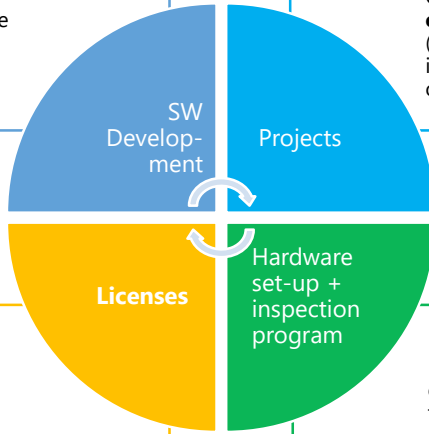 SW
Develop-
ment
Projects
Licenses
Hardware
set-up +
inspection
program